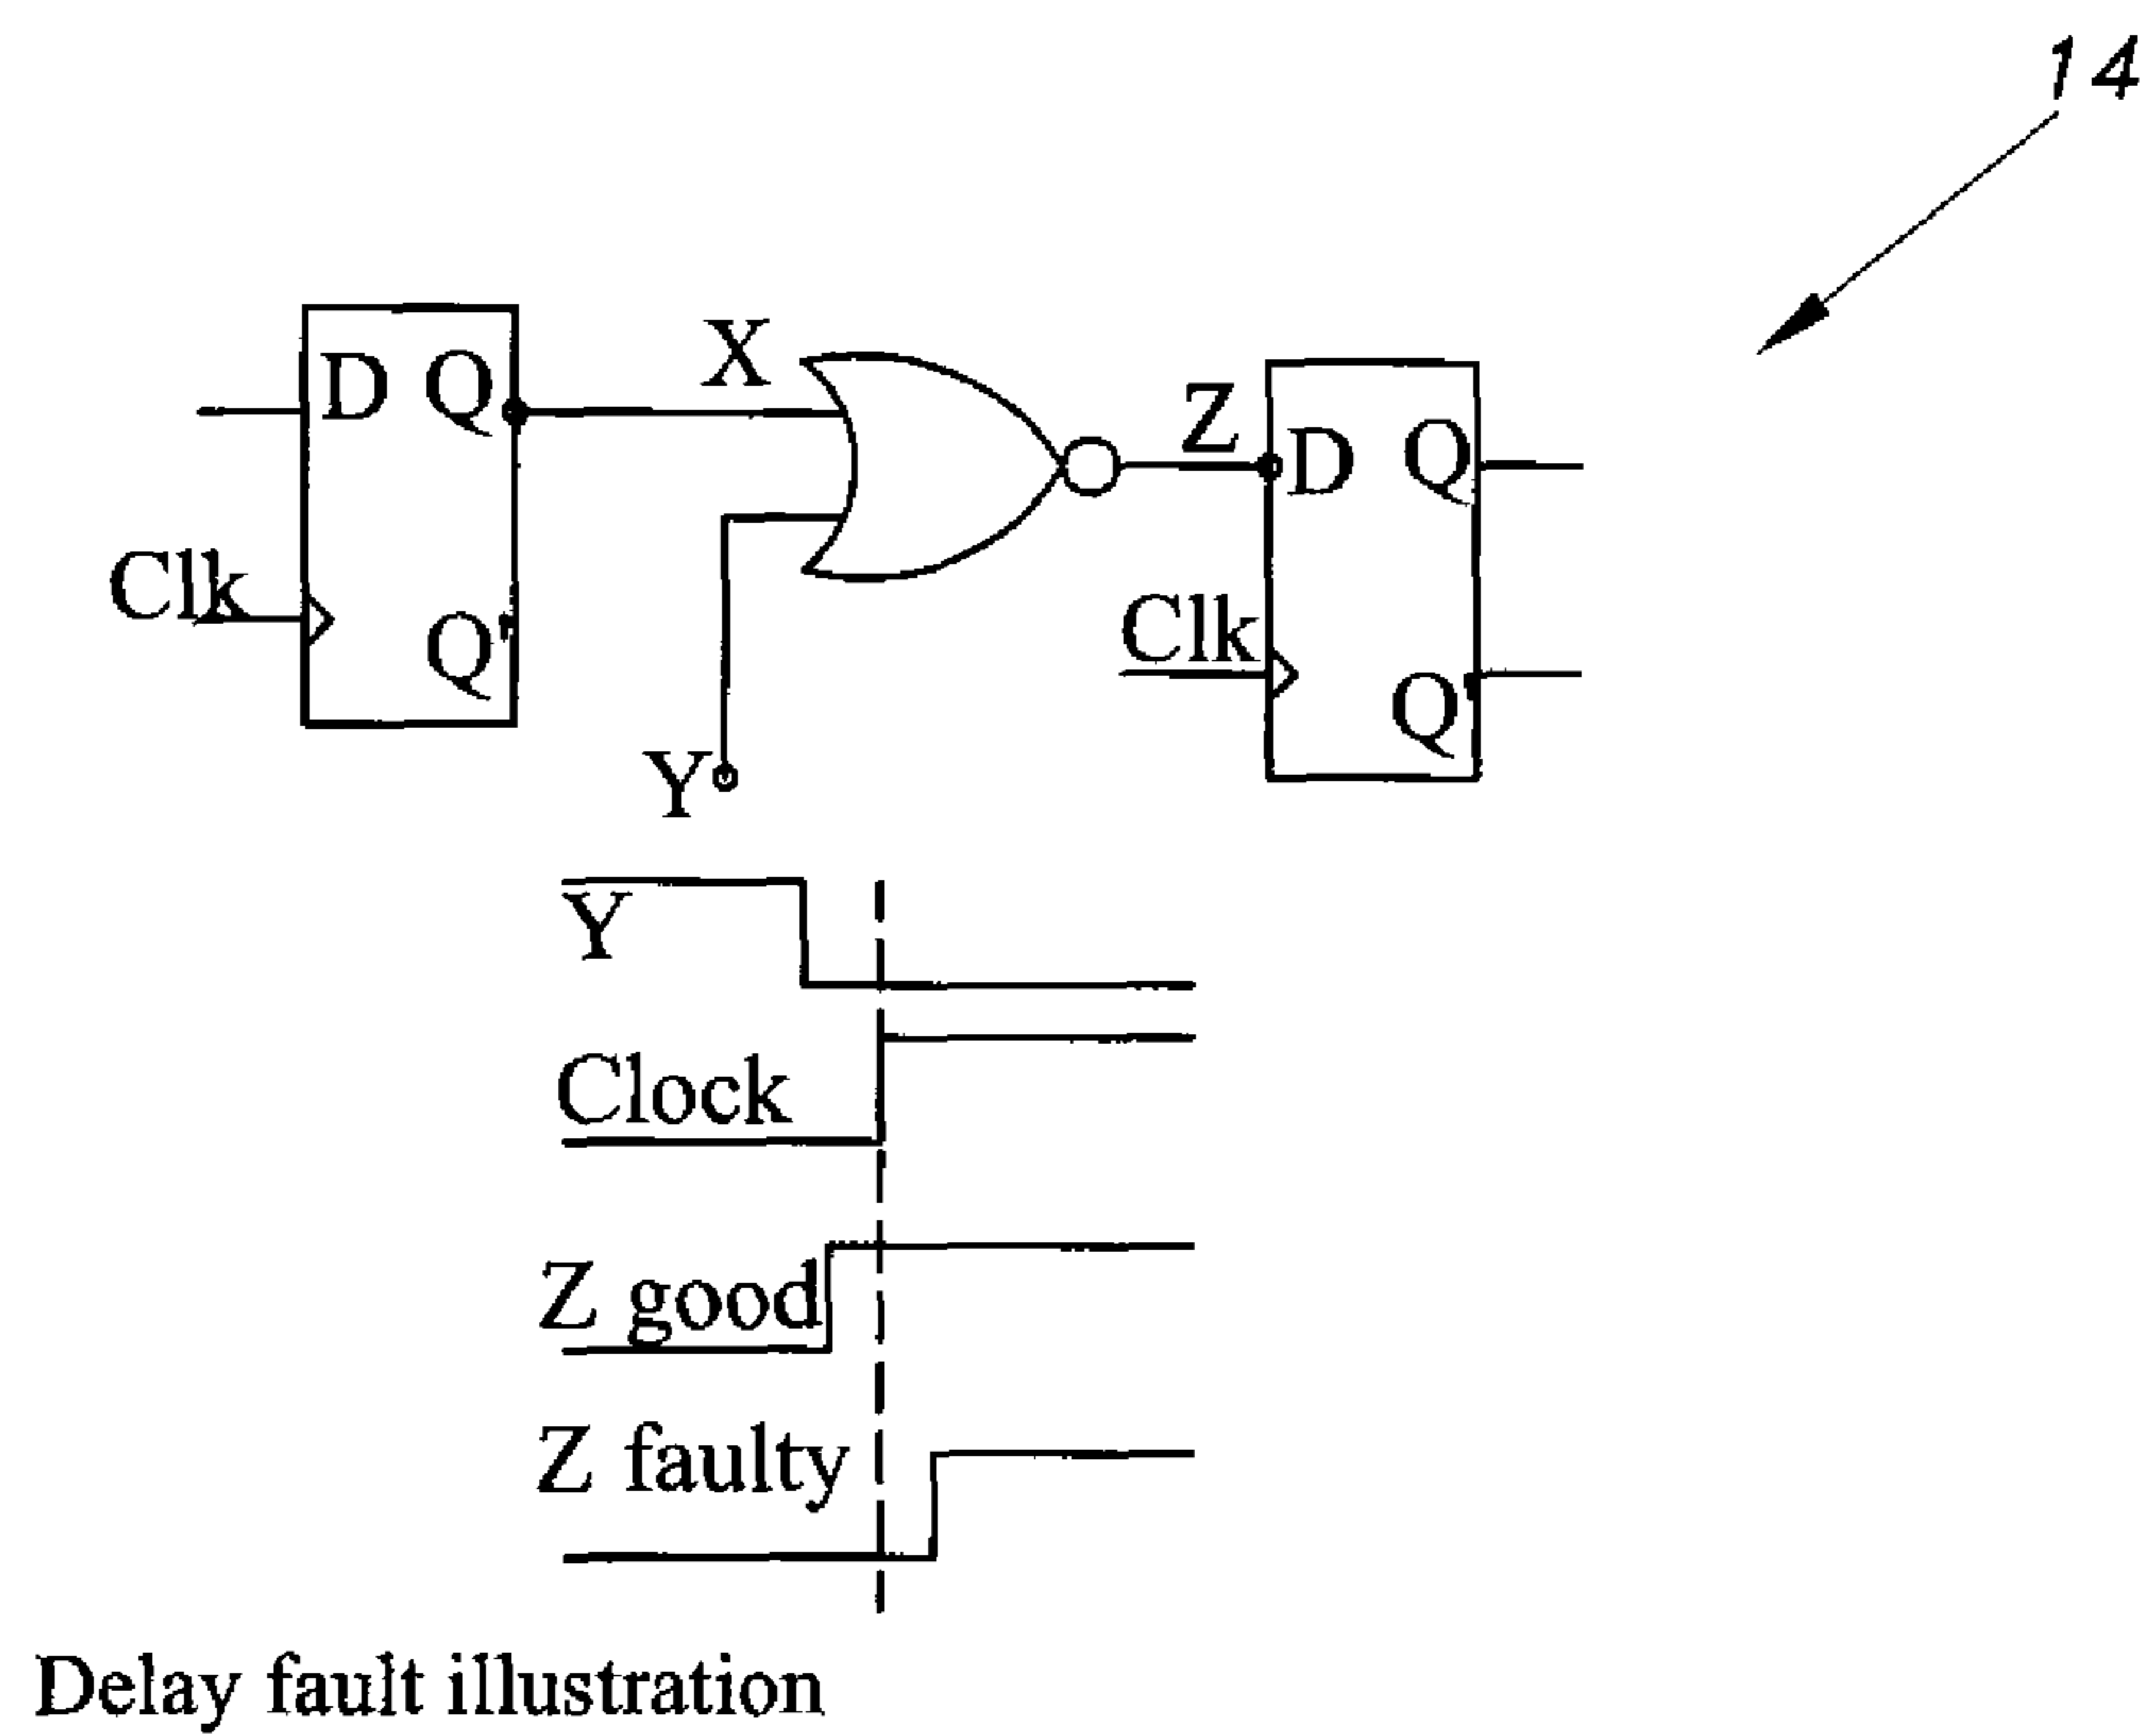 14
X
D Q
Z
D Q
Clk
Q'
Clk
Q'
Y
Y
Clock
Z good
Z faulty
Delay fault illustration